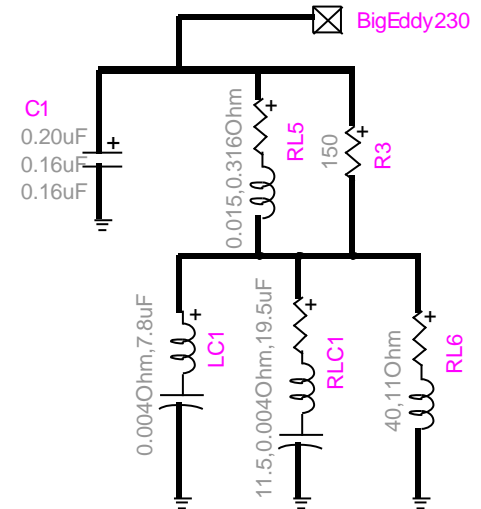 BigEddy230
C1
0.20uF
0.16uF
0.16uF
+
0.015,0.316Ohm
+
RL5
150
+
R3
0.004Ohm,7.8uF
+
LC1
11.5,0.004Ohm,19.5uF
+
RLC1
40,11Ohm
+
RL6